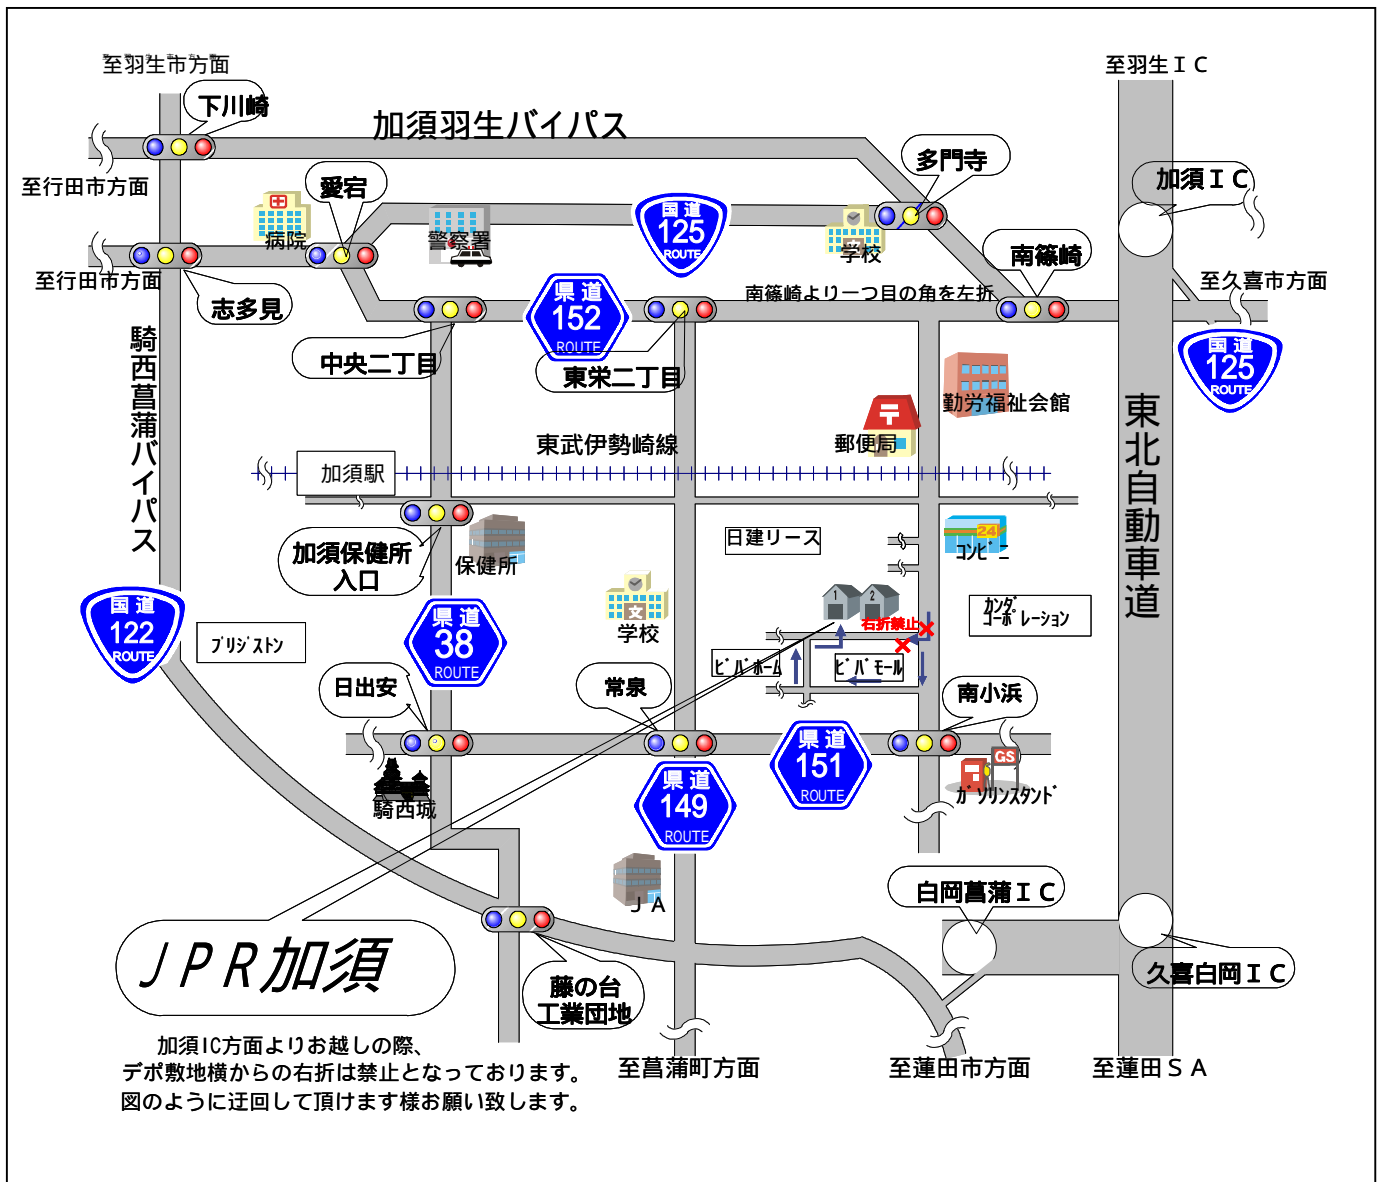 至羽生市方面
至羽生ＩＣ
下川崎
加須羽生バイパス
多門寺
加須ＩＣ
至行田市方面
愛宕
病院
警察署
国道
125
ROUTE
学校
南篠崎
至行田市方面
志多見
県道
152
ROUTE
南篠崎より一つ目の角を左折
至久喜市方面
国道
125
ROUTE
中央二丁目
東栄二丁目
騎西菖蒲バイパス
勤労福祉会館
郵便局
東北自動車道
東武伊勢崎線
加須駅
加須保健所
入口
保健所
日建リース
24
コンビニ
国道
122
ROUTE
ブリジストン
県道
38
ROUTE
文
学校
1
2
右折禁止
カンダ
コーポレーション
ビバホーム
ビバモール
日出安
常泉
南小浜
騎西城
県道
149
ROUTE
県道
151
ROUTE
GS
ガソリンスタンド
ＪＡ
白岡菖蒲ＩＣ
久喜白岡ＩＣ
ＪＰＲ加須
藤の台
工業団地
加須IC方面よりお越しの際、
デポ敷地横からの右折は禁止となっております。
図のように迂回して頂けます様お願い致します。
至菖蒲町方面
至蓮田市方面
至蓮田ＳＡ